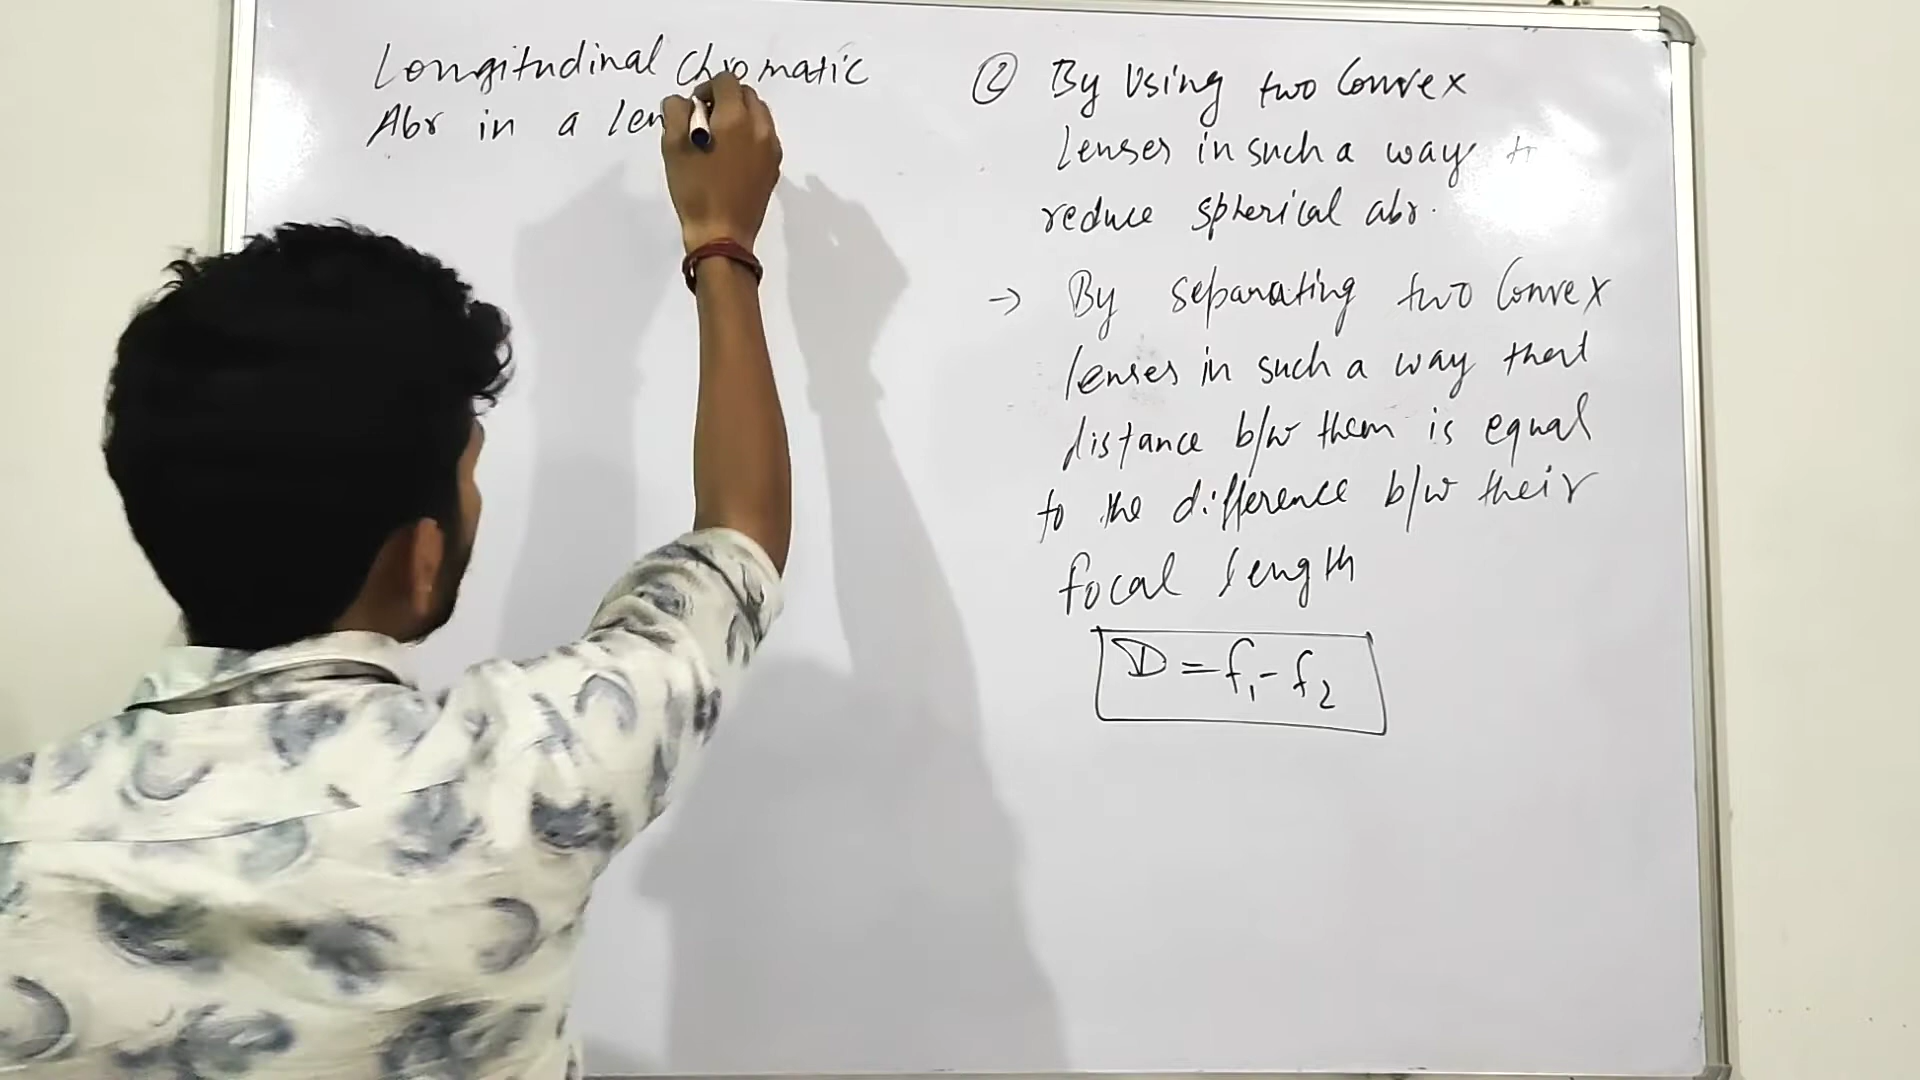 Longitudinal Chromatic
Abr in a len
② By Using two Convex
lenses in such a way to
reduce spherical abr.
→ By separating two Convex
lenses in such a way that
distance b/w them is equal
to the difference b/w their
focal length
D = f₁ - f₂